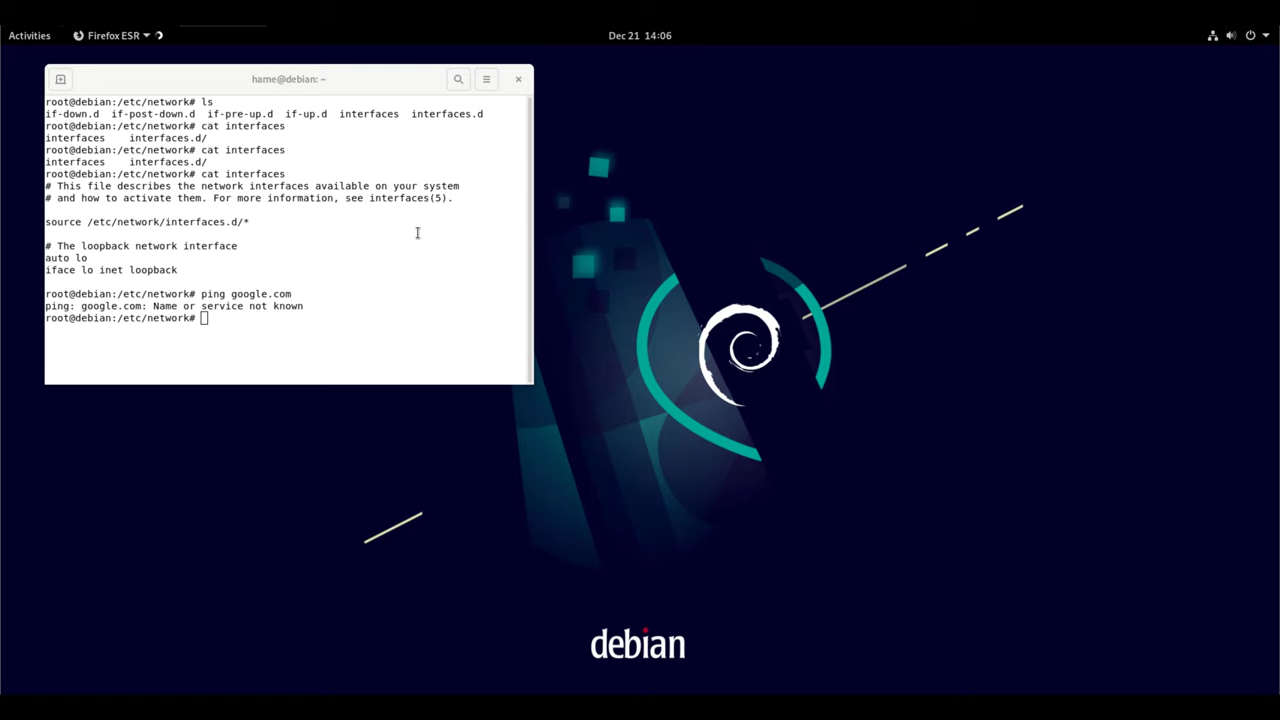 Activities Firefox ESR Dec 21 14:06
hame@debian: ~
root@debian:/etc/network# ls
if-down.d if-post-down.d if-pre-up.d if-up.d interfaces interfaces.d
root@debian:/etc/network# cat interfaces
interfaces interfaces.d/
root@debian:/etc/network# cat interfaces
interfaces interfaces.d/
root@debian:/etc/network# cat interfaces
# This file describes the network interfaces available on your system
# and how to activate them. For more information, see interfaces(5).
source /etc/network/interfaces.d/*
# The loopback network interface
auto lo
iface lo inet loopback
root@debian:/etc/network# ping google.com
ping: google.com: Name or service not known
root@debian:/etc/network#
debian